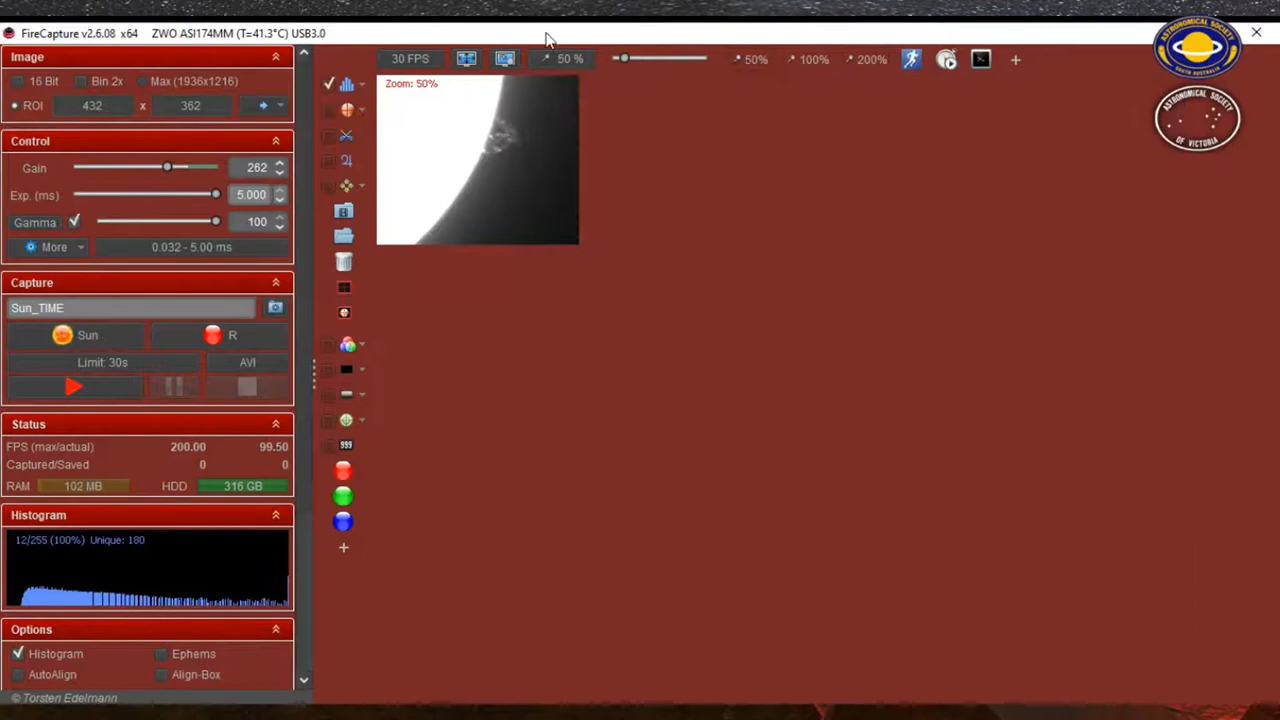 FireCapture v2.6.08 x64 ZWO ASI174MM (T=41.3°C) USB3.0
Image
16 Bit Bin 2x Max (1936x1216)
ROI 432 x 362
Control
Gain 262
Exp. (ms) 5.000
Gamma 100
More 0.032 - 5.00 ms
Capture
Sun_TIME
Sun R
Limit: 30s AVI
Status
FPS (max/actual) 200.00 99.50
Captured/Saved 0 0
RAM 102 MB HDD 316 GB
Histogram
12/255 (100%) Unique: 180
Options
Histogram Ephems
AutoAlign Align-Box
© Torsten Edelmann
30 FPS 50 % 50% 100% 200%
Zoom: 50%
999
ASTRONOMICAL SOCIETY
SOUTH AUSTRALIA
ASTRONOMICAL SOCIETY
OF VICTORIA